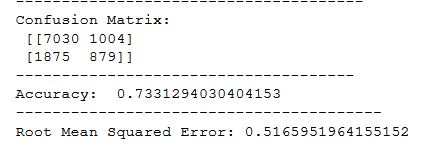 ----------------------------------------
Confusion Matrix:
[[7030 1004]
[1875  879]]
---------------------------------------
Accuracy:  0.7331294030404153
------------------------------------------
Root Mean Squared Error: 0.5165951964155152